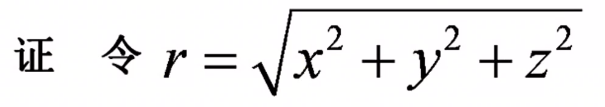 证 令 r = √(x² + y² + z²)